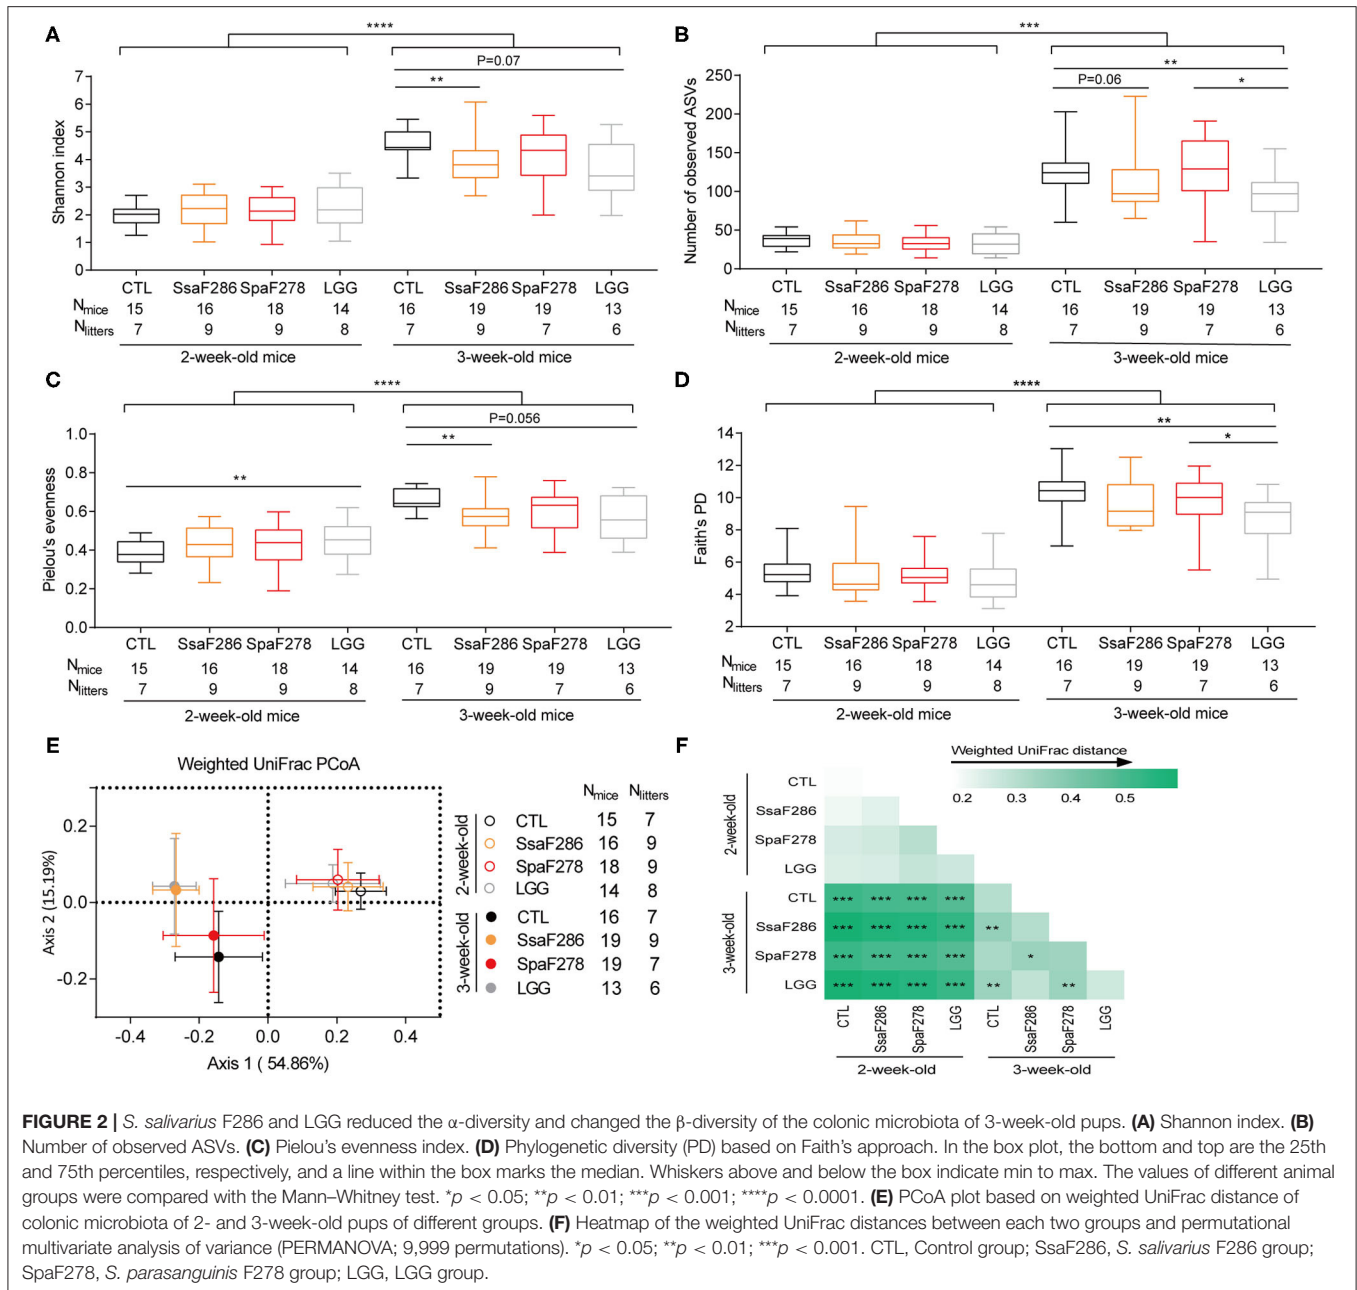 A
****
P=0.07
**
Shannon index
7
6
5
4
3
2
1
0
CTL SsaF286 SpaF278 LGG CTL SsaF286 SpaF278 LGG
Nmice 15 16 18 14 16 19 19 13
Nlitters 7 9 9 8 7 9 7 6
2-week-old mice 3-week-old mice
B
***
**
P=0.06 *
Number of observed ASVs
250
200
150
100
50
0
CTL SsaF286 SpaF278 LGG CTL SsaF286 SpaF278 LGG
Nmice 15 16 18 14 16 19 19 13
Nlitters 7 9 9 8 7 9 7 6
2-week-old mice 3-week-old mice
C
****
P=0.056
**
**
Pielou's evenness
1.0
0.8
0.6
0.4
0.2
0.0
CTL SsaF286 SpaF278 LGG CTL SsaF286 SpaF278 LGG
Nmice 15 16 18 14 16 19 19 13
Nlitters 7 9 9 8 7 9 7 6
2-week-old mice 3-week-old mice
D
****
**
*
Faith's PD
14
12
10
8
6
4
2
CTL SsaF286 SpaF278 LGG CTL SsaF286 SpaF278 LGG
Nmice 15 16 18 14 16 19 19 13
Nlitters 7 9 9 8 7 9 7 6
2-week-old mice 3-week-old mice
E
Weighted UniFrac PCoA
Axis 2 (15.19%)
0.2
0.0
-0.2
-0.4 -0.2 0.0 0.2 0.4
Axis 1 ( 54.86%)
Nmice Nlitters
2-week-old
CTL 15 7
SsaF286 16 9
SpaF278 18 9
LGG 14 8
3-week-old
CTL 16 7
SsaF286 19 9
SpaF278 19 7
LGG 13 6
F
Weighted UniFrac distance
0.2 0.3 0.4 0.5
2-week-old
CTL
SsaF286
SpaF278
LGG
3-week-old
CTL *** *** *** ***
SsaF286 *** *** *** *** **
SpaF278 *** *** *** *** *
LGG *** *** *** *** ** **
CTL SsaF286 SpaF278 LGG CTL SsaF286 SpaF278 LGG
2-week-old 3-week-old
FIGURE 2 | S. salivarius F286 and LGG reduced the α-diversity and changed the β-diversity of the colonic microbiota of 3-week-old pups. (A) Shannon index. (B)
Number of observed ASVs. (C) Pielou's evenness index. (D) Phylogenetic diversity (PD) based on Faith's approach. In the box plot, the bottom and top are the 25th
and 75th percentiles, respectively, and a line within the box marks the median. Whiskers above and below the box indicate min to max. The values of different animal
groups were compared with the Mann–Whitney test. *p < 0.05; **p < 0.01; ***p < 0.001; ****p < 0.0001. (E) PCoA plot based on weighted UniFrac distance of
colonic microbiota of 2- and 3-week-old pups of different groups. (F) Heatmap of the weighted UniFrac distances between each two groups and permutational
multivariate analysis of variance (PERMANOVA; 9,999 permutations). *p < 0.05; **p < 0.01; ***p < 0.001. CTL, Control group; SsaF286, S. salivarius F286 group;
SpaF278, S. parasanguinis F278 group; LGG, LGG group.